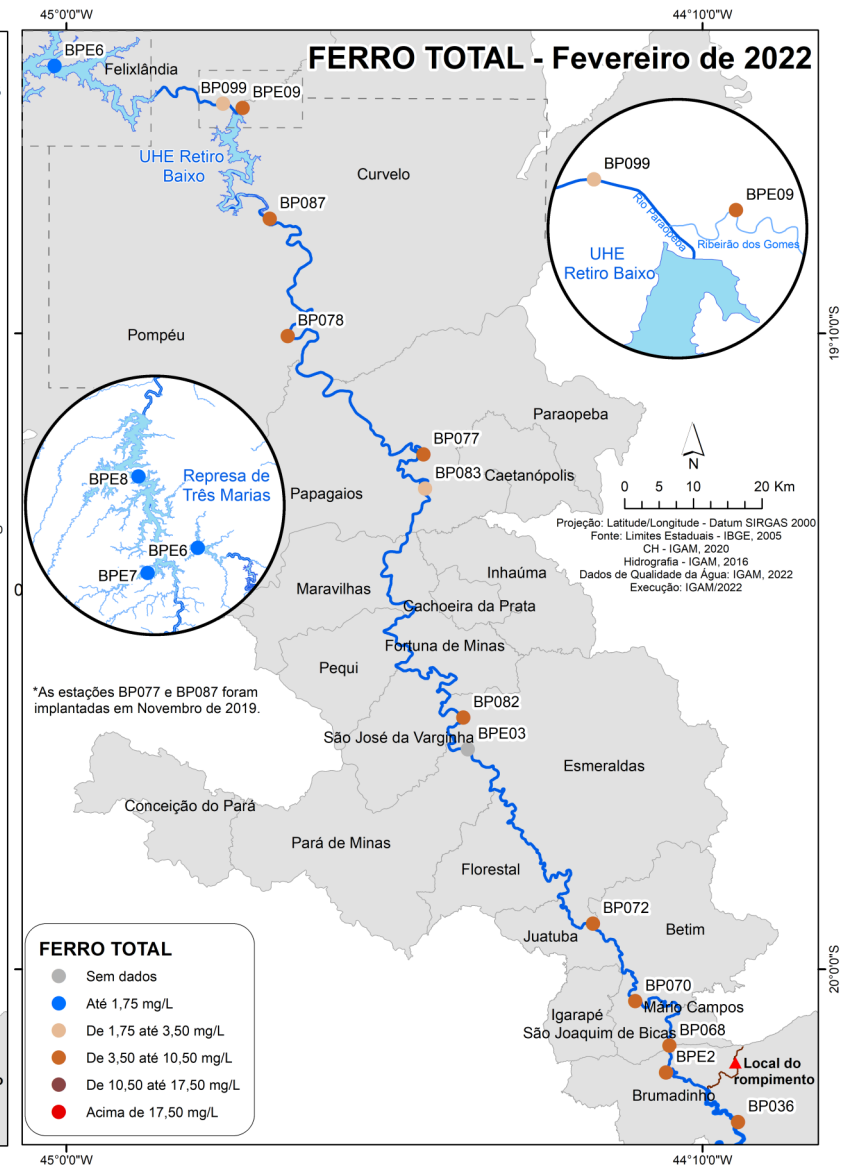 45°0'0"W
44°10'0"W
FERRO TOTAL - Fevereiro de 2022
BPE6
Felixlândia
BP099
BPE09
UHE Retiro
Baixo
Curvelo
BP087
BP099
BPE09
Rio Paraopeba
Ribeirão dos Gomes
UHE
Retiro Baixo
BP078
Pompéu
19°10'0"S
Paraopeba
BP077
BP083
Caetanópolis
Papagaios
N
0 5 10 20 Km
Projeção: Latitude/Longitude - Datum SIRGAS 2000
Fonte: Limites Estaduais - IBGE, 2005
CH - IGAM, 2020
Hidrografia - IGAM, 2016
Dados de Qualidade da Água: IGAM, 2022
Execução: IGAM/2022
BPE8
Represa de
Três Marias
BPE6
BPE7
Inhaúma
Maravilhas
Cachoeira da Prata
Fortuna de Minas
Pequi
*As estações BP077 e BP087 foram
implantadas em Novembro de 2019.
BP082
São José da Varginha
BPE03
Esmeraldas
Conceição do Pará
Pará de Minas
Florestal
BP072
Juatuba
Betim
20°0'0"S
BP070
Mário Campos
Igarapé
São Joaquim de Bicas
BP068
BPE2
Local do
rompimento
Brumadinho
BP036
FERRO TOTAL
Sem dados
Até 1,75 mg/L
De 1,75 até 3,50 mg/L
De 3,50 até 10,50 mg/L
De 10,50 até 17,50 mg/L
Acima de 17,50 mg/L
45°0'0"W
44°10'0"W